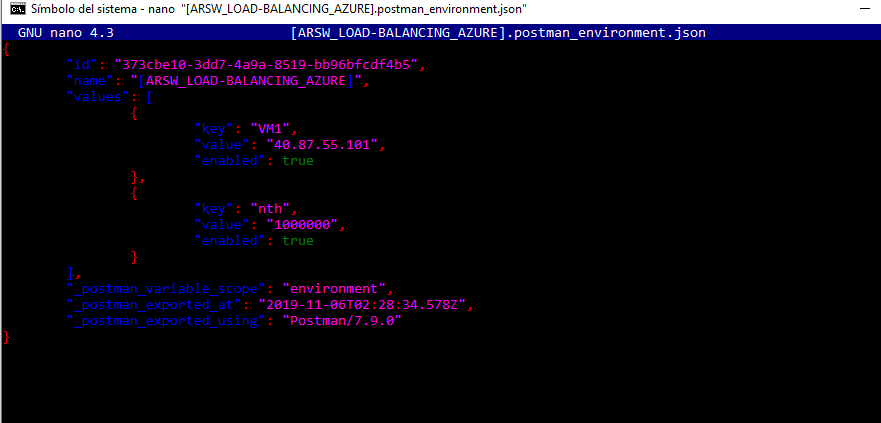 Símbolo del sistema - nano "[ARSW_LOAD-BALANCING_AZURE].postman_environment.json"
GNU nano 4.3 [ARSW_LOAD-BALANCING_AZURE].postman_environment.json
{
"id": "373cbe10-3dd7-4a9a-8519-bb96bfcdf4b5",
"name": "[ARSW_LOAD-BALANCING_AZURE]",
"values": [
{
"key": "VM1",
"value": "40.87.55.101",
"enabled": true
},
{
"key": "nth",
"value": "1000000",
"enabled": true
}
],
"_postman_variable_scope": "environment",
"_postman_exported_at": "2019-11-06T02:28:34.578Z",
"_postman_exported_using": "Postman/7.9.0"
}